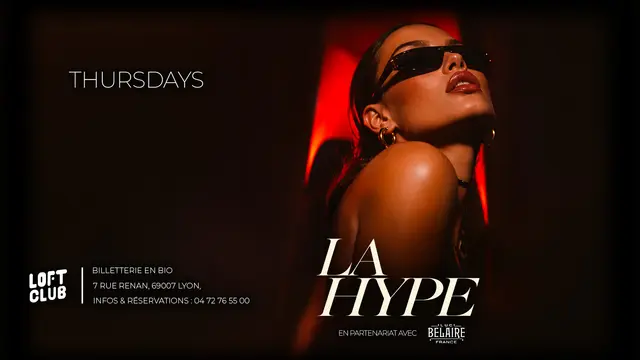 THURSDAYS
LOFT
CLUB
BILLETTERIE EN BIO
7 RUE RENAN, 69007 LYON,
INFOS & RÉSERVATIONS : 04 72 76 55 00
LA
HYPE
EN PARTENARIAT AVEC
LUC
BELAIRE
FRANCE